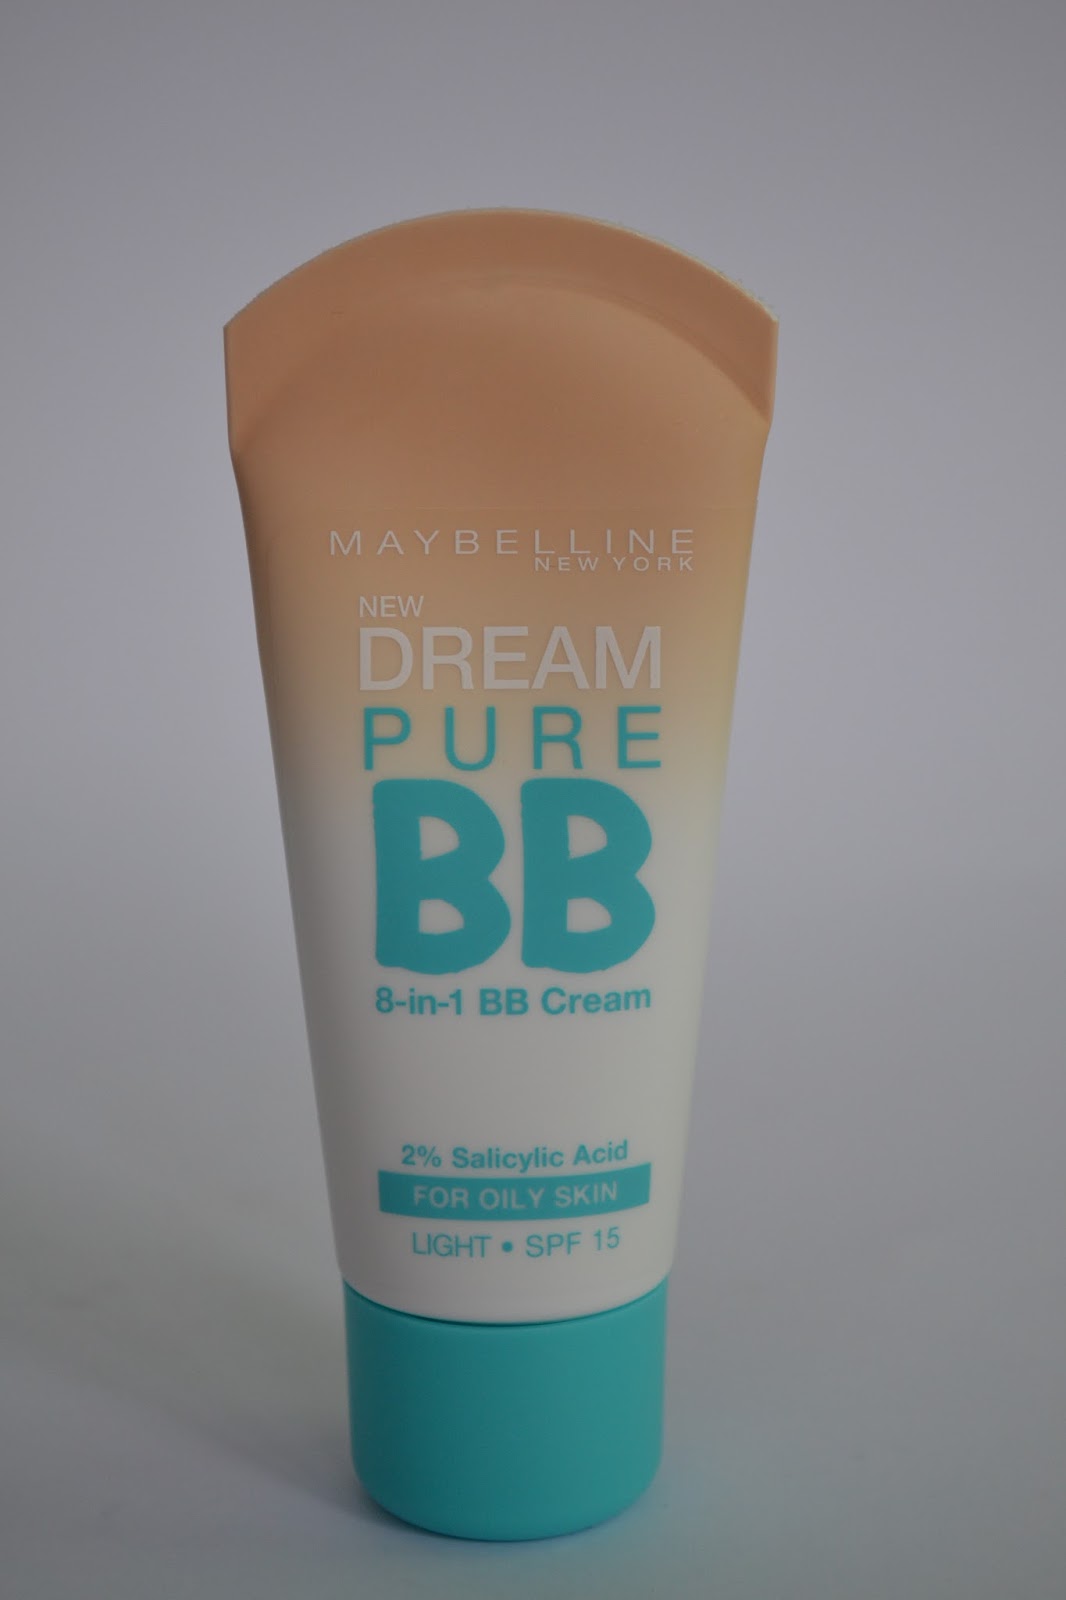 MAYBELLINE
NEW YORK
NEW
DREAM
PURE
BB
8-in-1 BB Cream
2% Salicylic Acid
FOR OILY SKIN
LIGHT • SPF 15